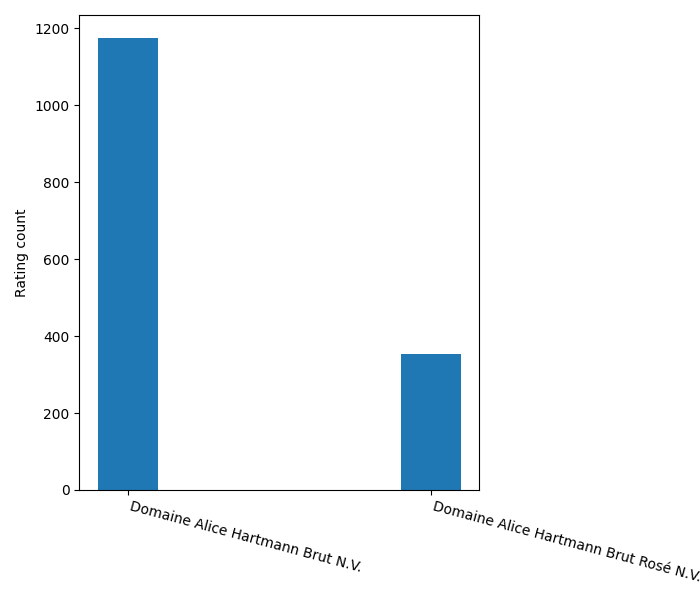 1200
1000
800
600
400
200
0
Rating count
Domaine Alice Hartmann Brut N.V.
Domaine Alice Hartmann Brut Rosé N.V.